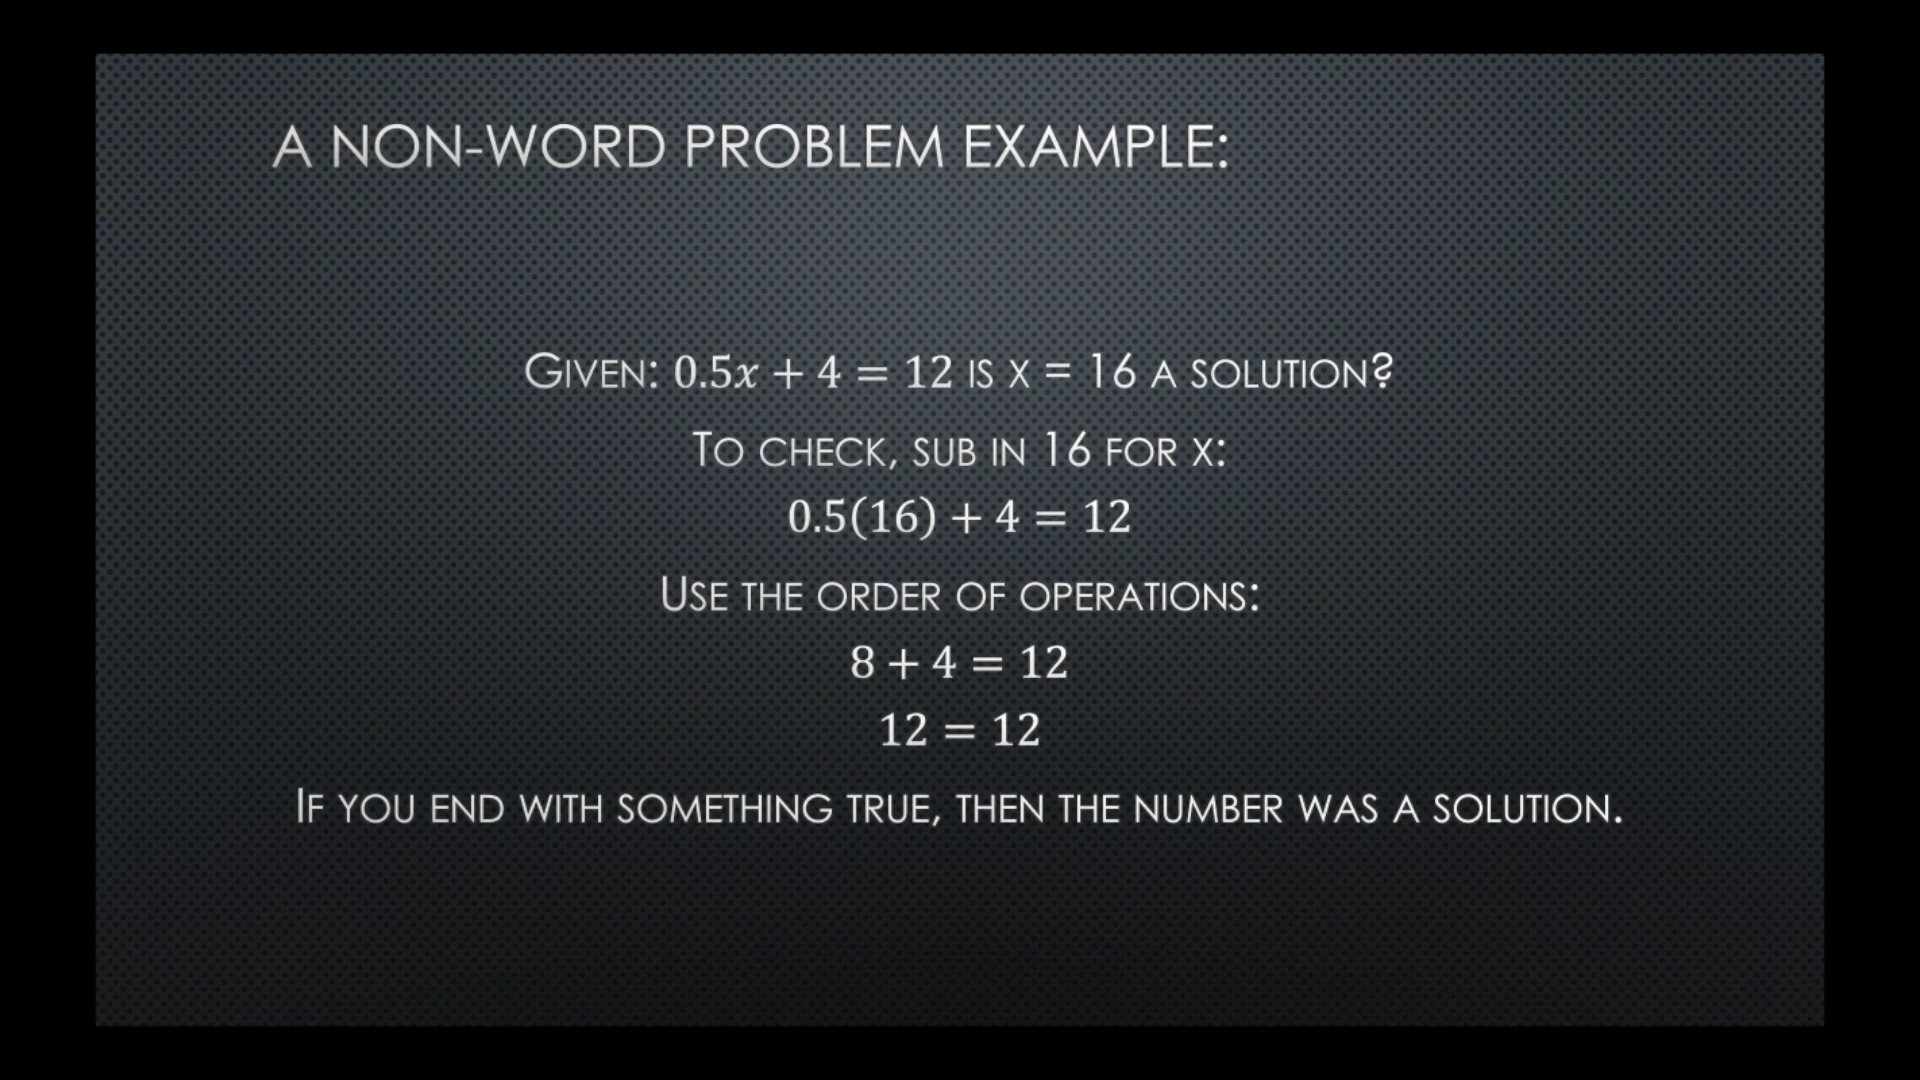 A NON-WORD PROBLEM EXAMPLE:
GIVEN: 0.5x + 4 = 12 IS X = 16 A SOLUTION?
TO CHECK, SUB IN 16 FOR X:
0.5(16) + 4 = 12
USE THE ORDER OF OPERATIONS:
8 + 4 = 12
12 = 12
IF YOU END WITH SOMETHING TRUE, THEN THE NUMBER WAS A SOLUTION.